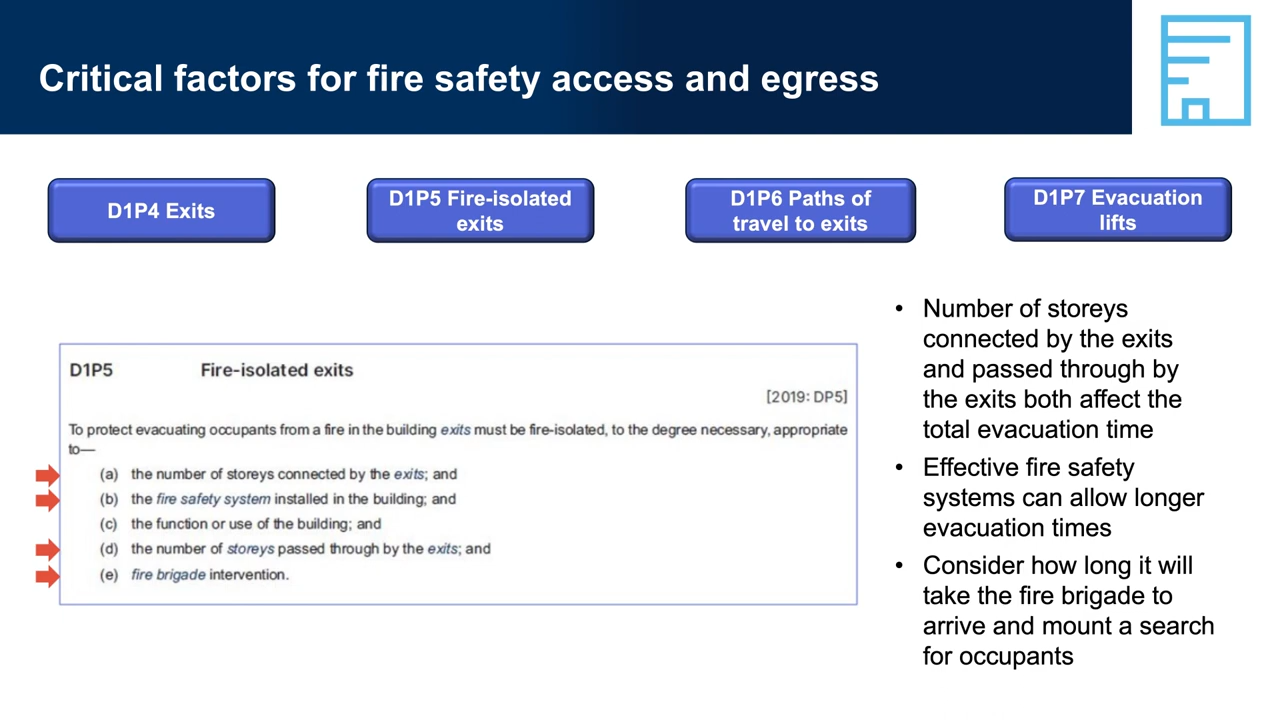 Critical factors for fire safety access and egress
D1P4 Exits
D1P5 Fire-isolated
exits
D1P6 Paths of
travel to exits
D1P7 Evacuation
lifts
D1P5 Fire-isolated exits
[2019: DP5]
To protect evacuating occupants from a fire in the building exits must be fire-isolated, to the degree necessary, appropriate
to—
(a) the number of storeys connected by the exits; and
(b) the fire safety system installed in the building; and
(c) the function or use of the building; and
(d) the number of storeys passed through by the exits; and
(e) fire brigade intervention.
• Number of storeys
connected by the exits
and passed through by
the exits both affect the
total evacuation time
• Effective fire safety
systems can allow longer
evacuation times
• Consider how long it will
take the fire brigade to
arrive and mount a search
for occupants